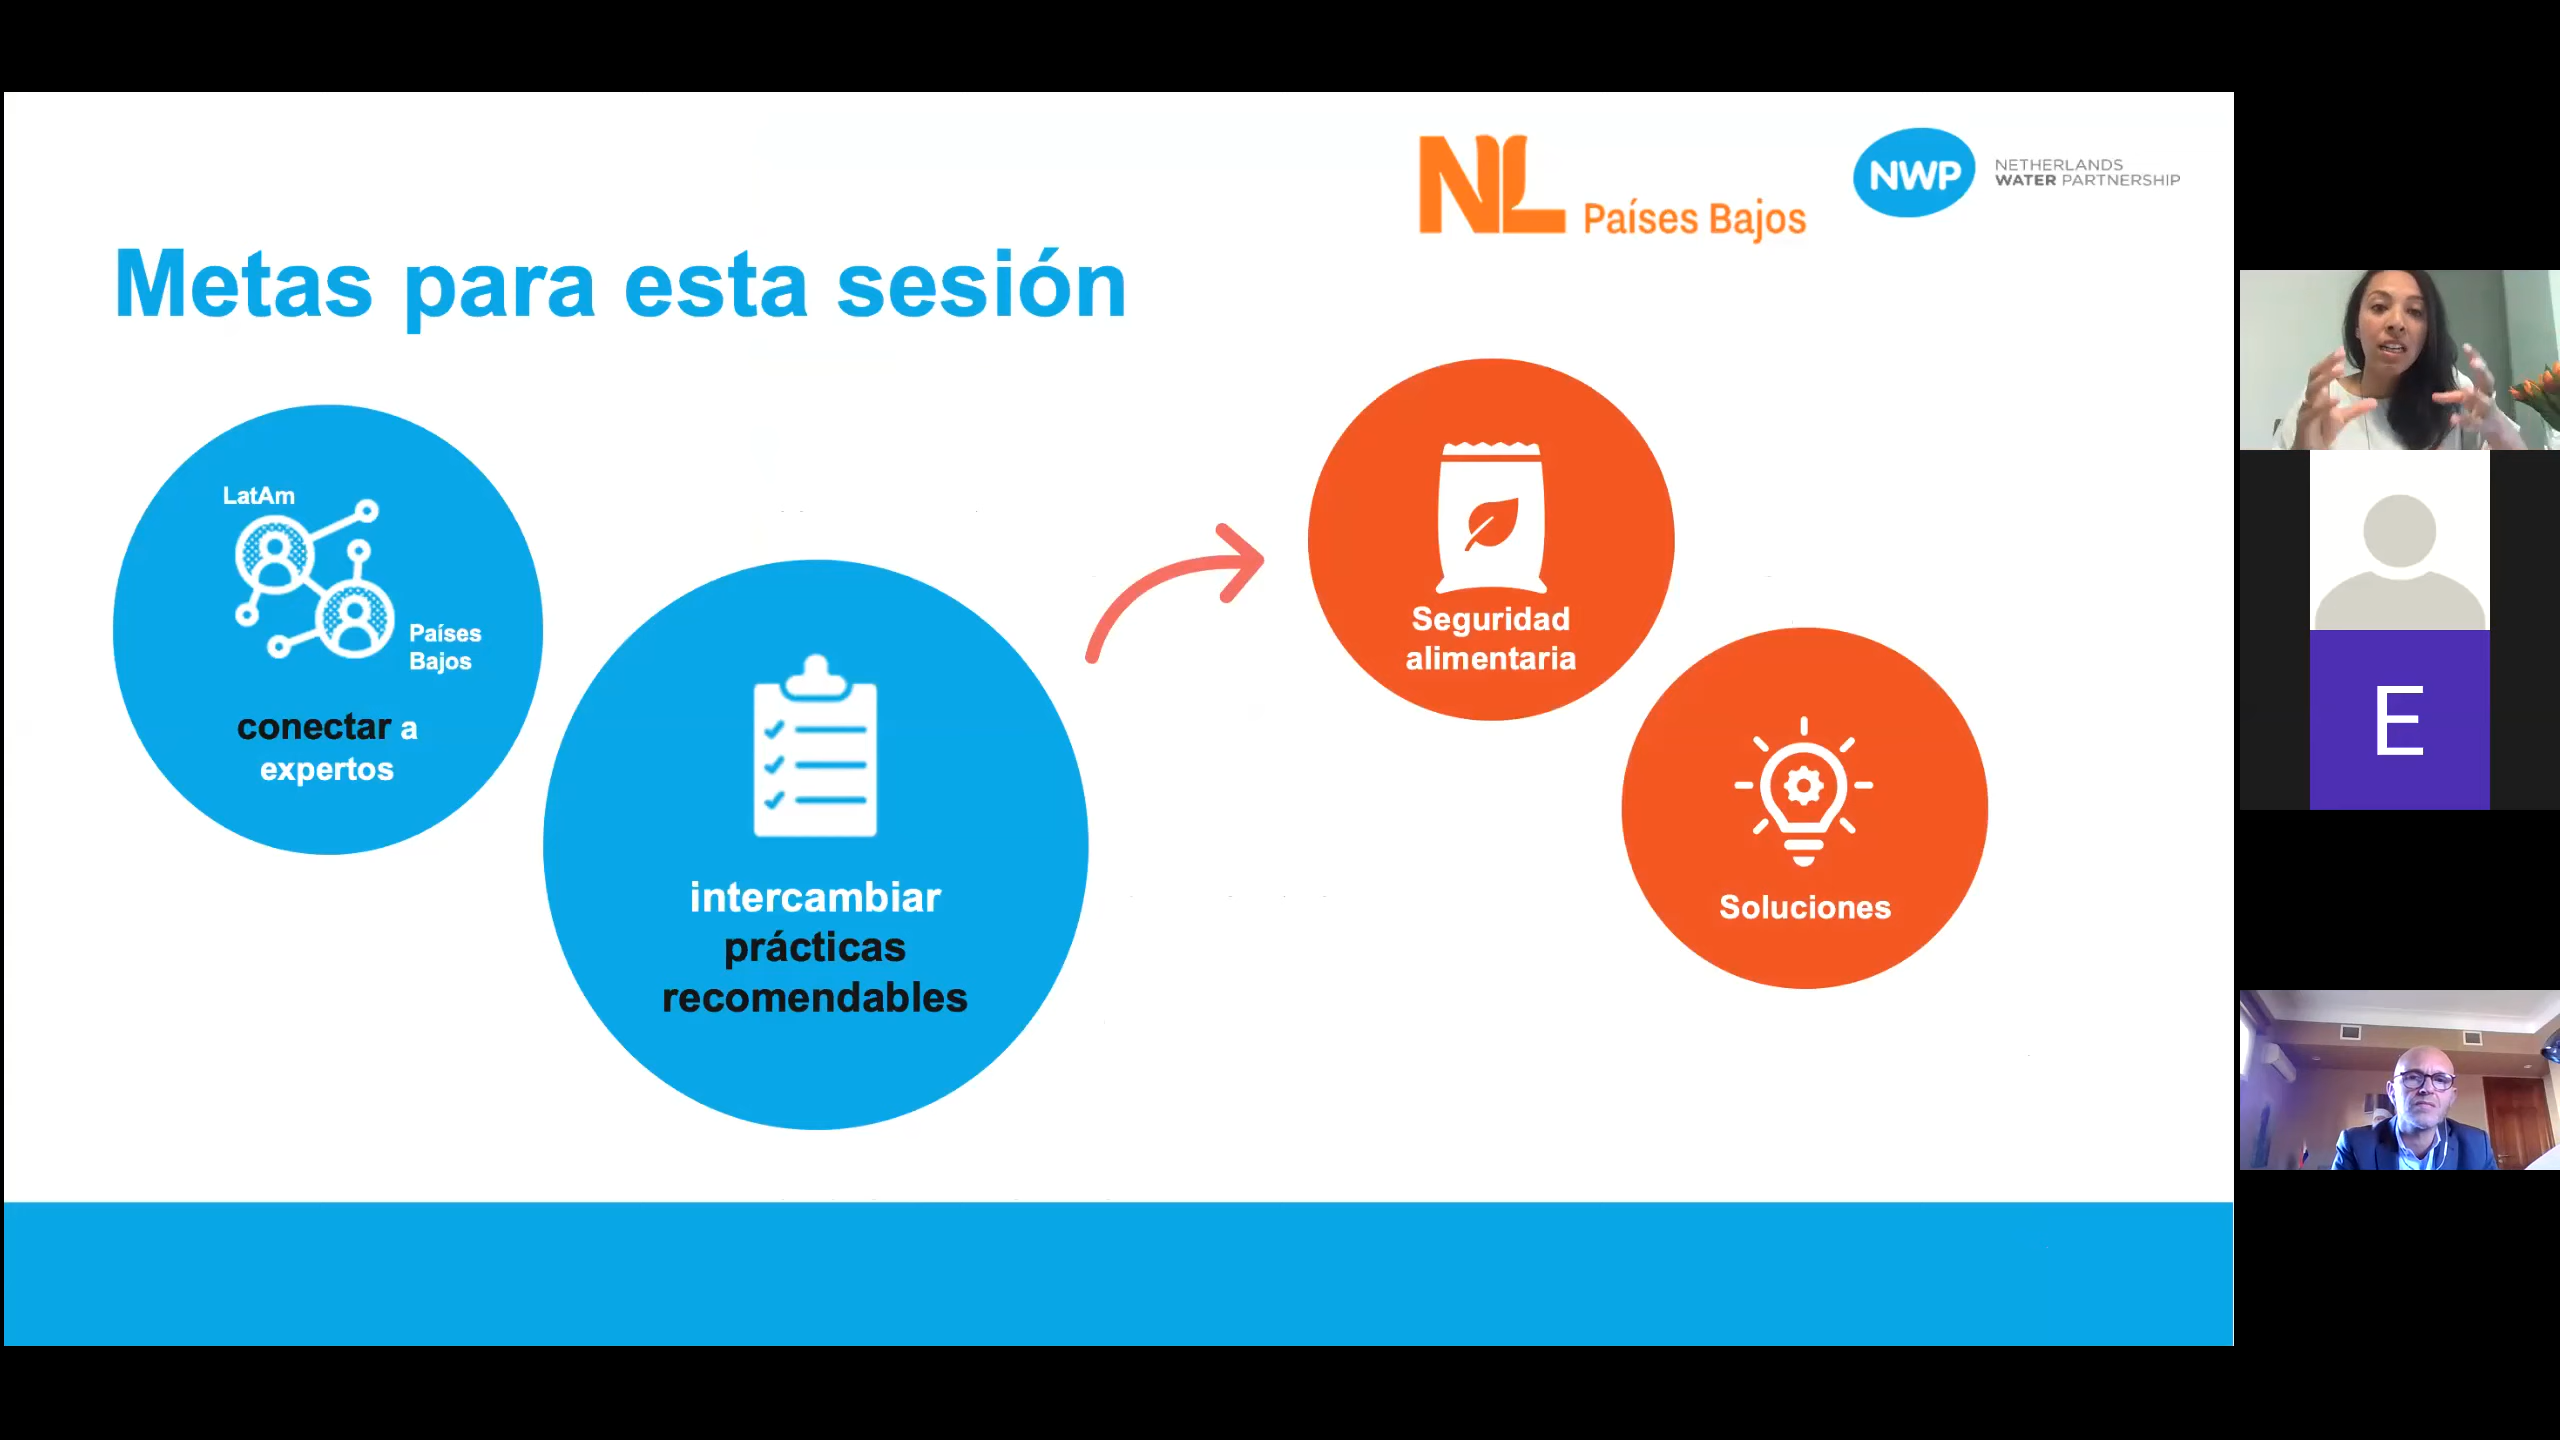 NL Países Bajos
NWP
NETHERLANDS
WATER PARTNERSHIP
Metas para esta sesión
LatAm
Países
Bajos
conectar a
expertos
intercambiar
prácticas
recomendables
Seguridad
alimentaria
Soluciones
E